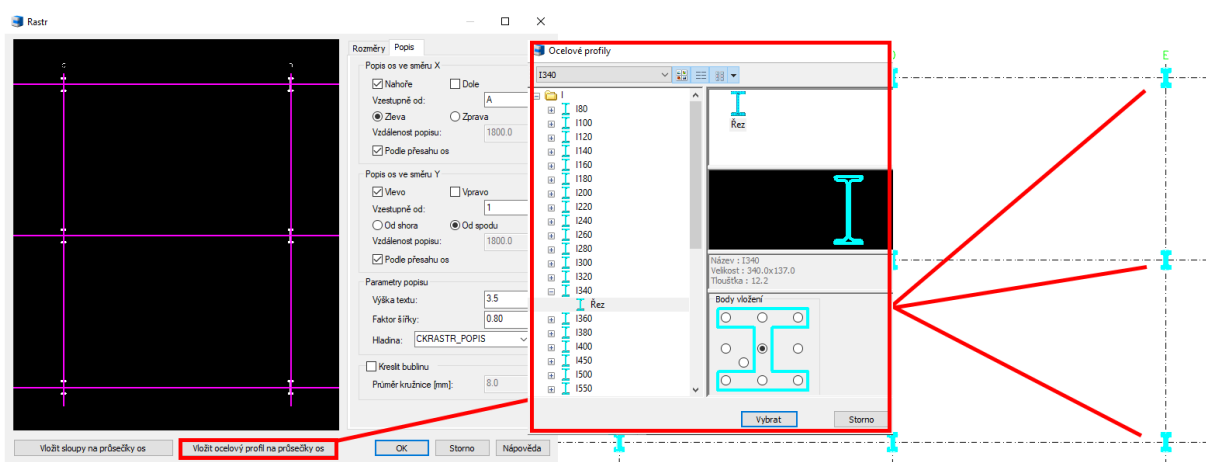 Rastr
Rozměry Popis
Popis os ve směru X
Nahoře Dole
Vzestupně od: A
Zleva Zprava
Vzdálenost popisu: 1800.0
Podle přesahu os
Popis os ve směru Y
Vlevo Vpravo
Vzestupně od: 1
Od shora Od spodu
Vzdálenost popisu: 1800.0
Podle přesahu os
Parametry popisu
Výška textu: 3.5
Faktor šířky: 0.80
Hladina: CKRASTR_POPIS
Kreslit bublinu
Průměr kružnice [mm]: 8.0
Vložit sloupy na průsečíky os
Vložit ocelový profil na průsečíky os
OK
Storno
Nápověda
Ocelové profily
I340
I
I80
I100
I120
I140
I160
I180
I200
I220
I240
I260
I280
I300
I320
I340
Řez
I360
I380
I400
I450
I500
I550
Řez
Název : I340
Velikost : 340.0x137.0
Tloušťka : 12.2
Body vložení
Vybrat
Storno
E